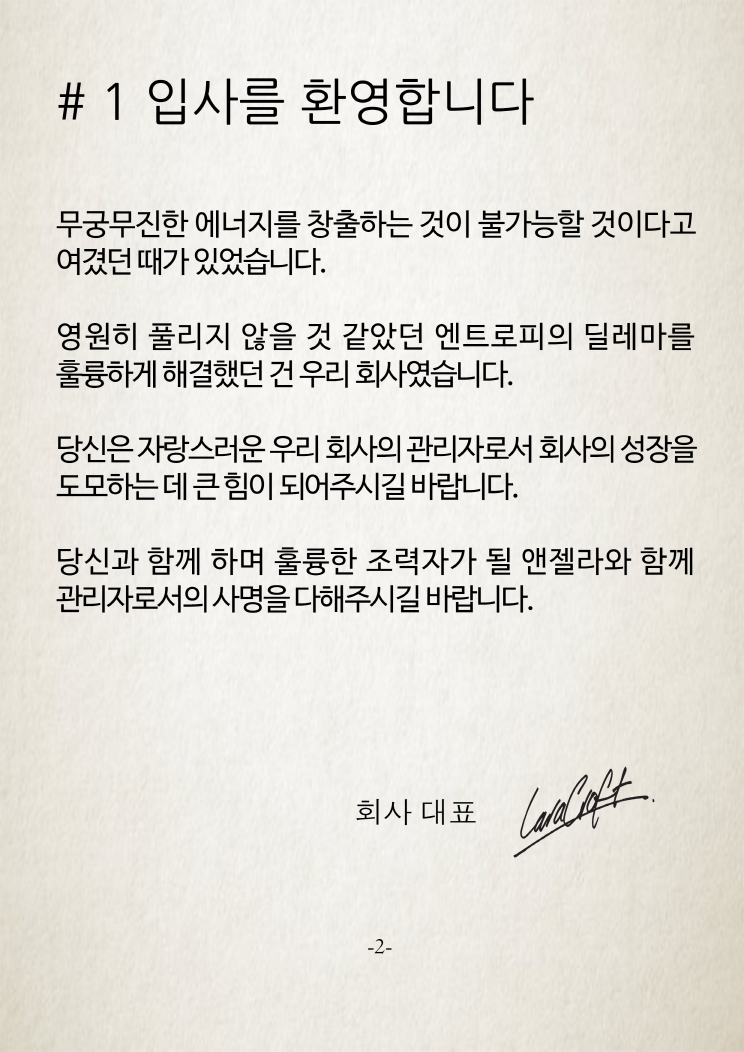 # 1 입사를 환영합니다
무궁무진한 에너지를 창출하는 것이 불가능할 것이다고
여겼던 때가 있었습니다.
영원히 풀리지 않을 것 같았던 엔트로피의 딜레마를
훌륭하게 해결했던 건 우리 회사였습니다.
당신은 자랑스러운 우리 회사의 관리자로서 회사의 성장을
도모하는 데 큰 힘이 되어주시길 바랍니다.
당신과 함께 하며 훌륭한 조력자가 될 앤젤라와 함께
관리자로서의 사명을 다해주시길 바랍니다.
회사 대표 LaraCroft.
-2-